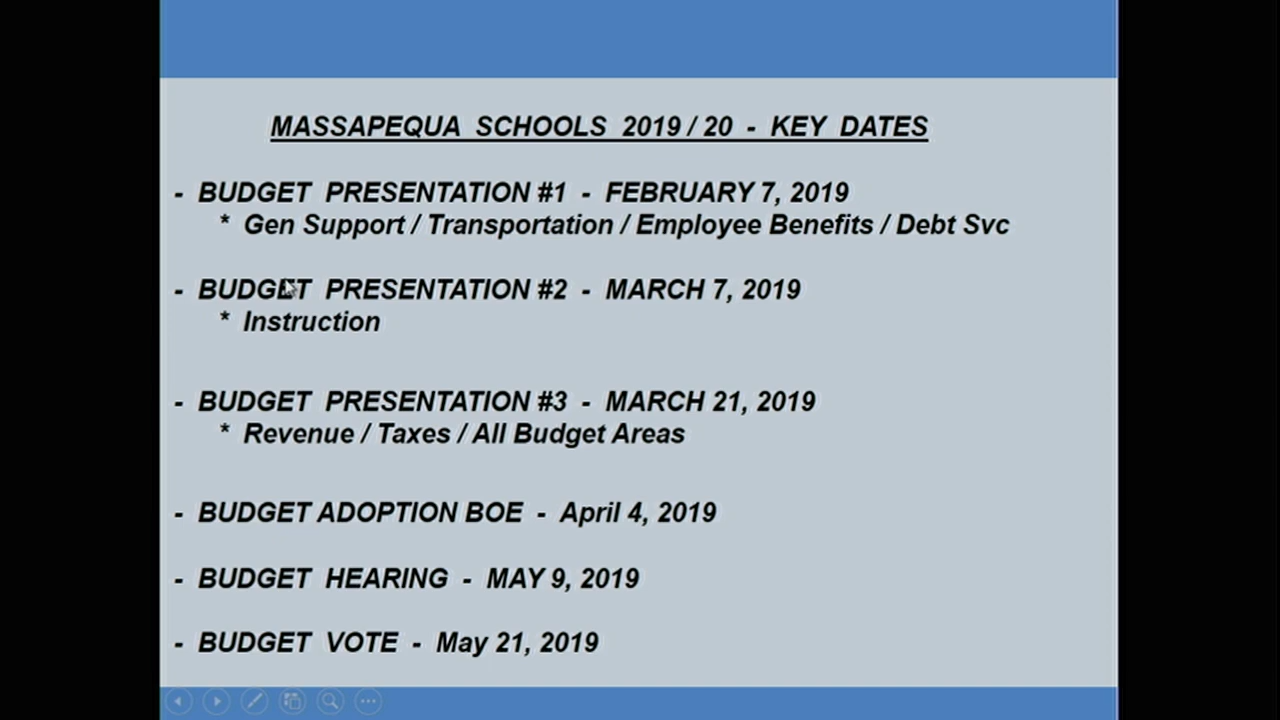 MASSAPEQUA SCHOOLS 2019 / 20 - KEY DATES
- BUDGET PRESENTATION #1 - FEBRUARY 7, 2019
* Gen Support / Transportation / Employee Benefits / Debt Svc
- BUDGET PRESENTATION #2 - MARCH 7, 2019
* Instruction
- BUDGET PRESENTATION #3 - MARCH 21, 2019
* Revenue / Taxes / All Budget Areas
- BUDGET ADOPTION BOE - April 4, 2019
- BUDGET HEARING - MAY 9, 2019
- BUDGET VOTE - May 21, 2019